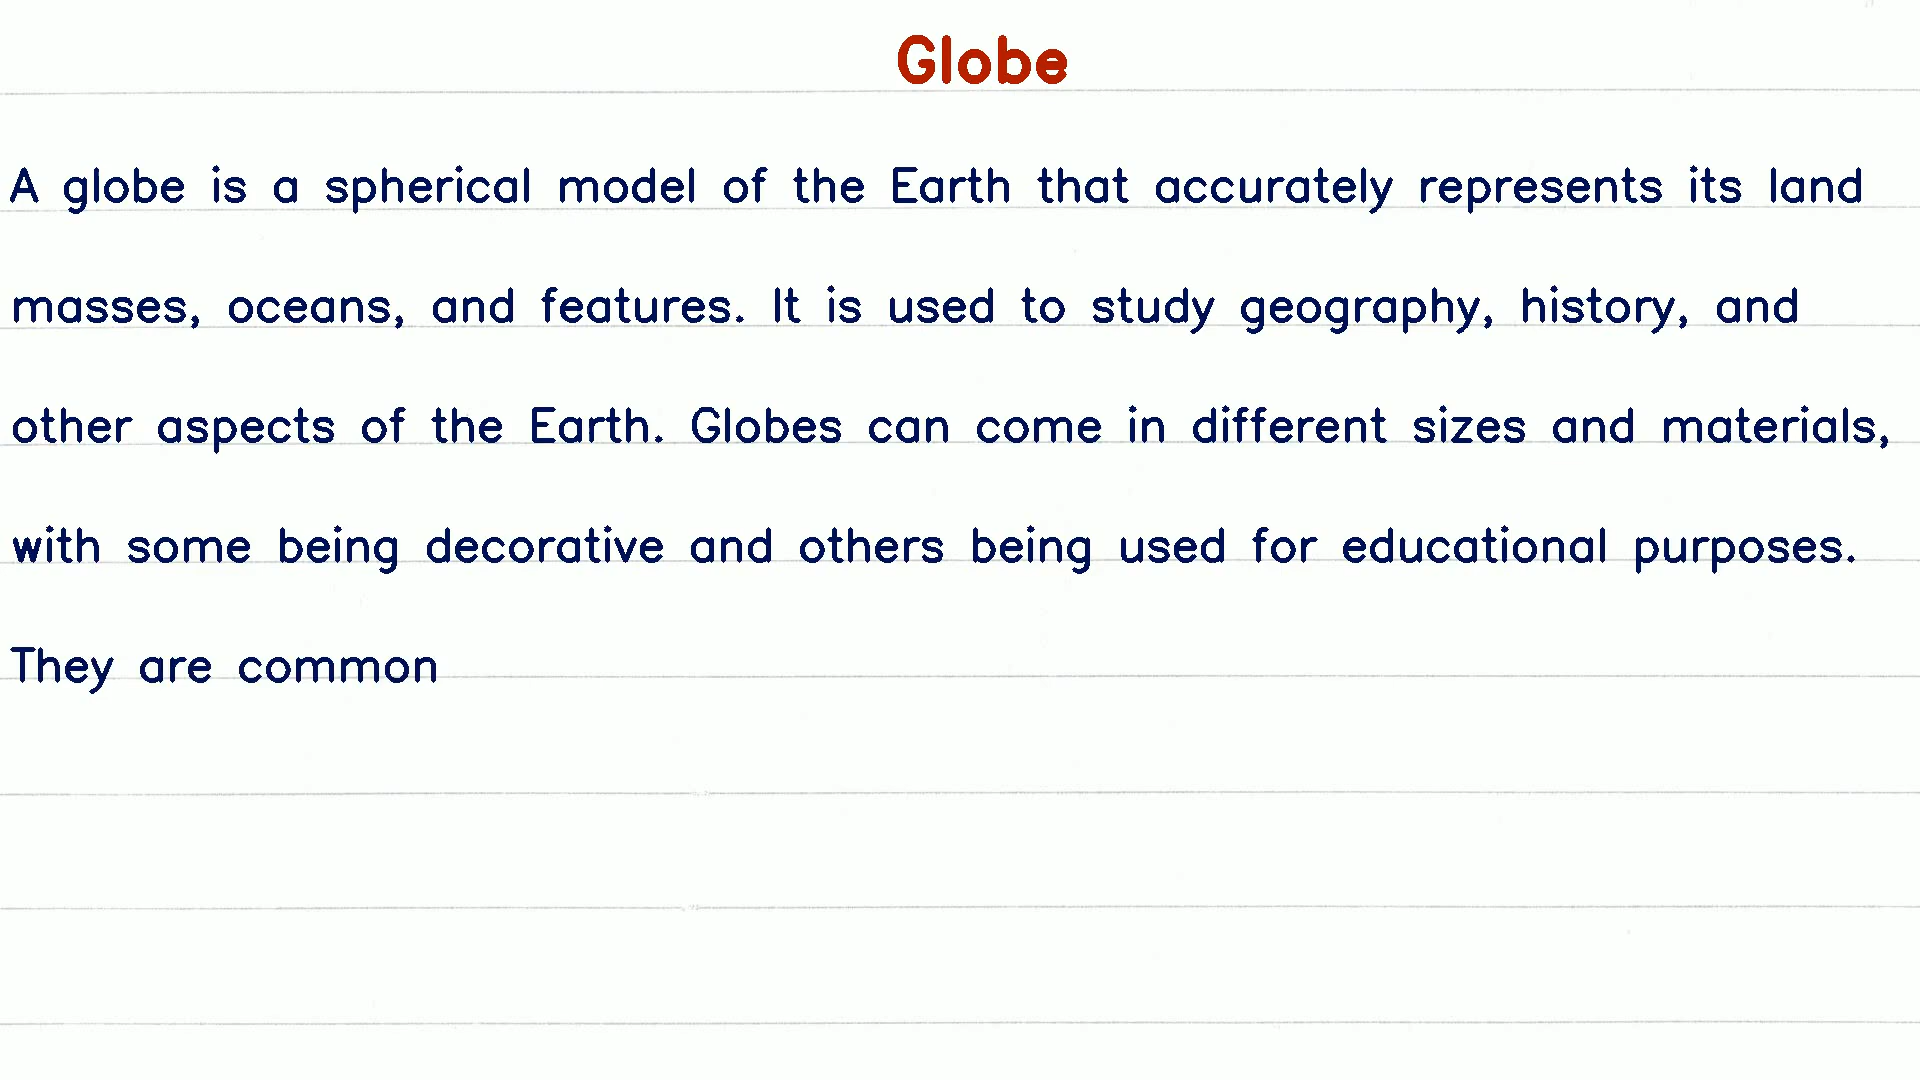 Globe
A globe is a spherical model of the Earth that accurately represents its land
masses, oceans, and features. It is used to study geography, history, and
other aspects of the Earth. Globes can come in different sizes and materials,
with some being decorative and others being used for educational purposes.
They are common